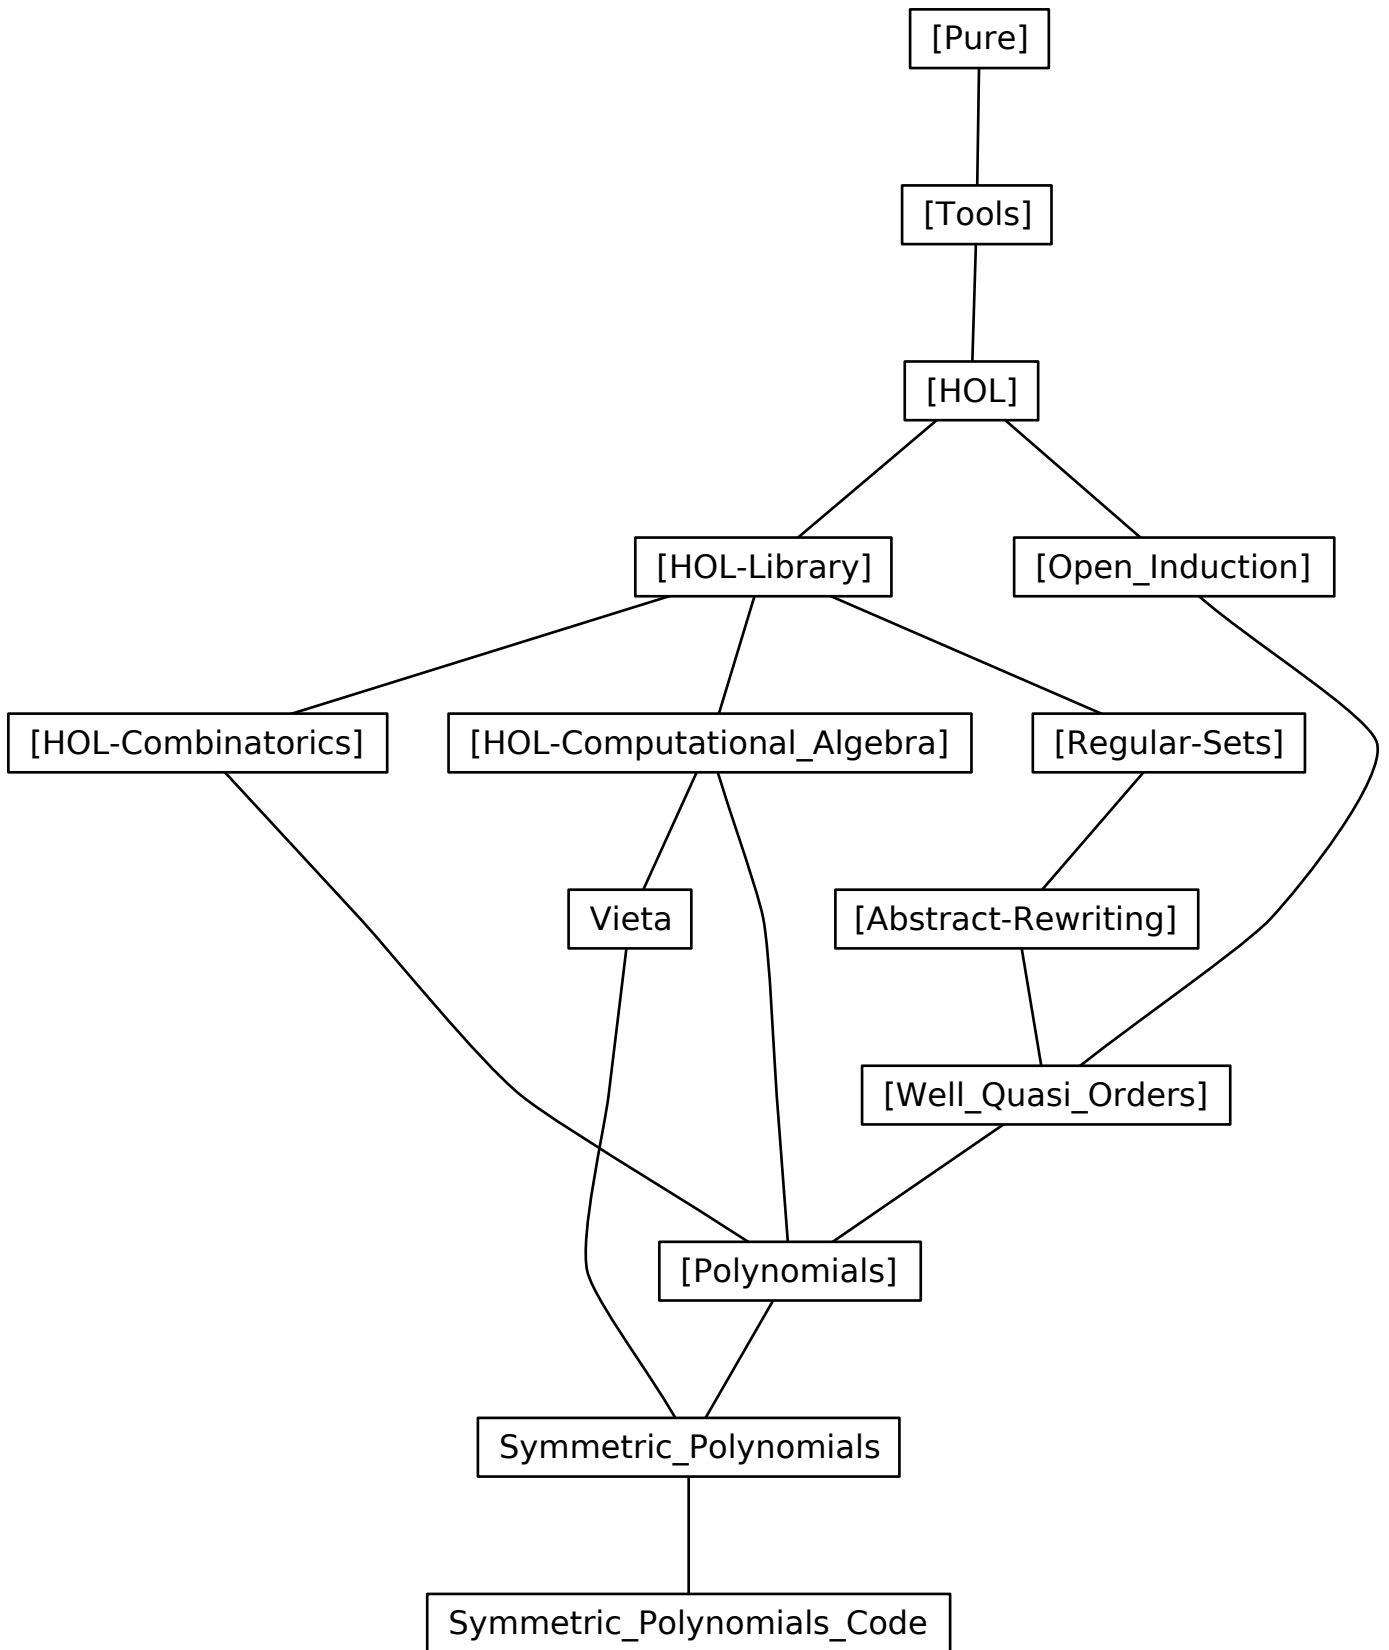 [Pure]
[Tools]
[HOL]
[HOL-Library]
[Open_Induction]
[HOL-Combinatorics]
[HOL-Computational_Algebra]
[Regular-Sets]
Vieta
[Abstract-Rewriting]
[Well_Quasi_Orders]
[Polynomials]
Symmetric_Polynomials
Symmetric_Polynomials_Code